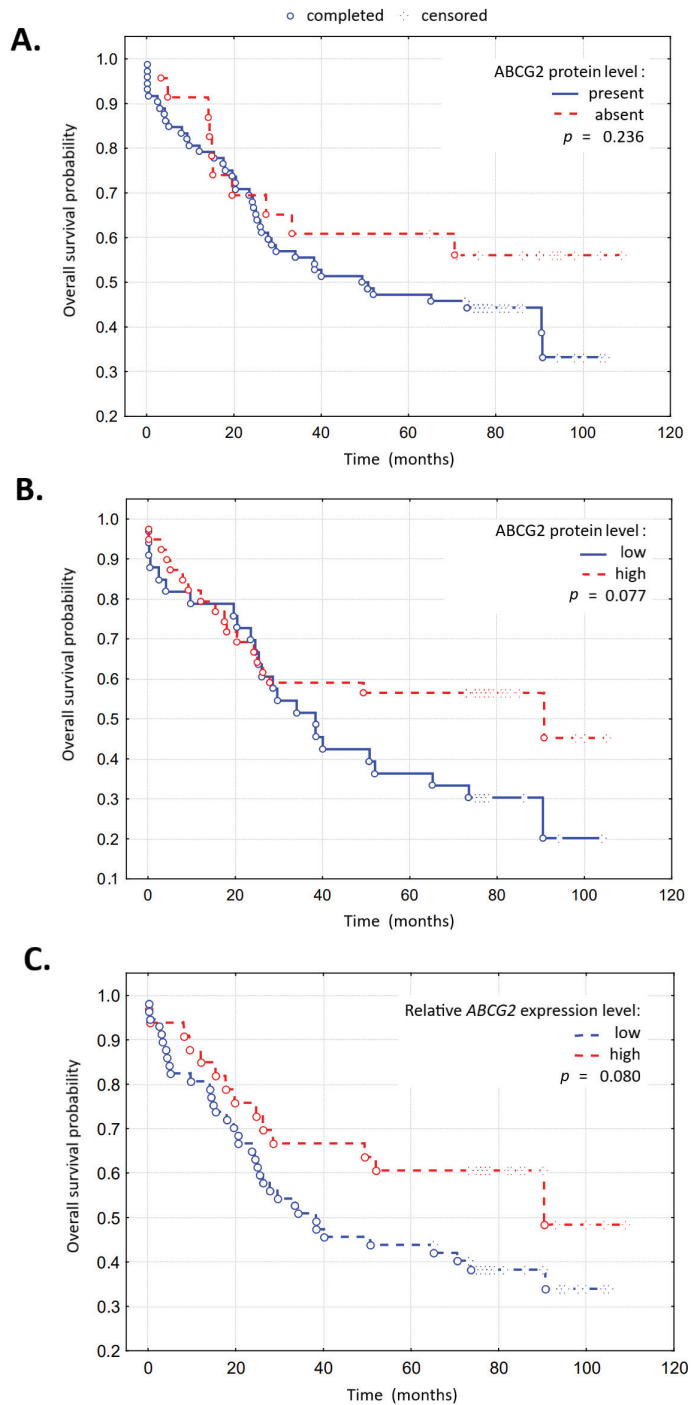 completed censored
A.
1.0
0.9
0.8
0.7
0.6
0.5
0.4
0.3
0.2
Overall survival probability
ABCG2 protein level :
present
absent
p = 0.236
0 20 40 60 80 100 120
Time (months)
B.
1.0
0.9
0.8
0.7
0.6
0.5
0.4
0.3
0.2
0.1
Overall survival probability
ABCG2 protein level :
low
high
p = 0.077
0 20 40 60 80 100 120
Time (months)
C.
1.0
0.9
0.8
0.7
0.6
0.5
0.4
0.3
0.2
Overall survival probability
Relative ABCG2 expression level:
low
high
p = 0.080
0 20 40 60 80 100 120
Time (months)